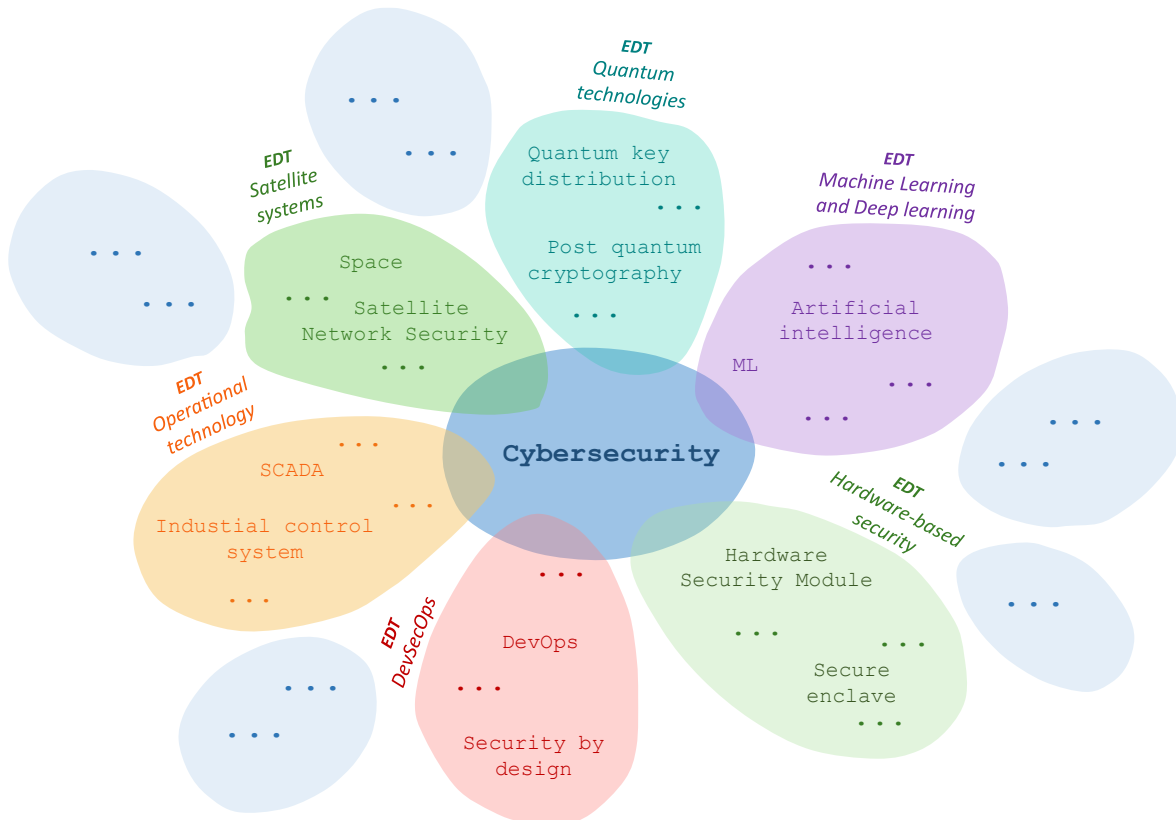 EDT
Quantum
technologies
Quantum key
distribution
. . .
Post quantum
cryptography
. . .
EDT
Machine Learning
and Deep learning
. . .
Artificial
intelligence
ML
. . .
. . .
EDT
Satellite
systems
Space
. . .
Satellite
Network Security
. . .
EDT
Operational
technology
. . .
SCADA
. . .
Industial control
system
. . .
Cybersecurity
EDT
Hardware-based
security
Hardware
Security Module
. . .
. . .
Secure
enclave
. . .
EDT
DevSecOps
. . .
DevOps
. . .
Security by
design
. . .
. . .
. . .
. . .
. . .
. . .
. . .
. . .
. . .